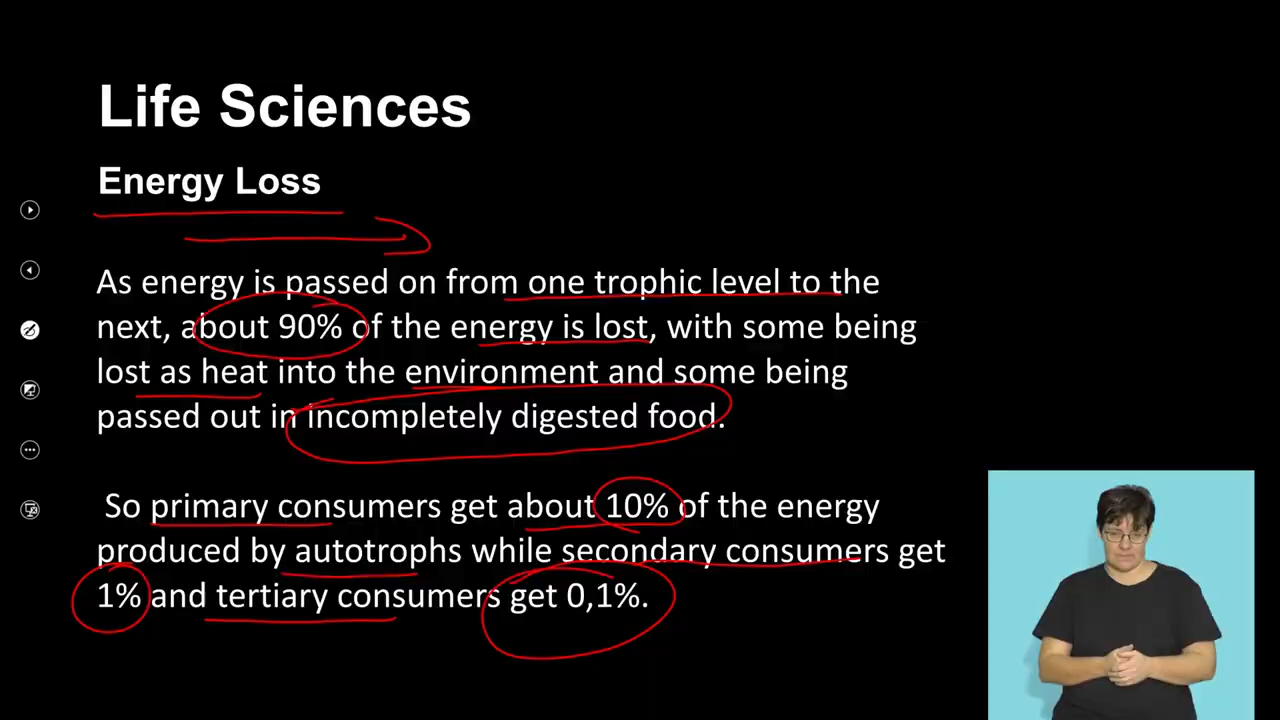 Life Sciences
Energy Loss
As energy is passed on from one trophic level to the
next, about 90% of the energy is lost, with some being
lost as heat into the environment and some being
passed out in incompletely digested food.
So primary consumers get about 10% of the energy
produced by autotrophs while secondary consumers get
1% and tertiary consumers get 0,1%.